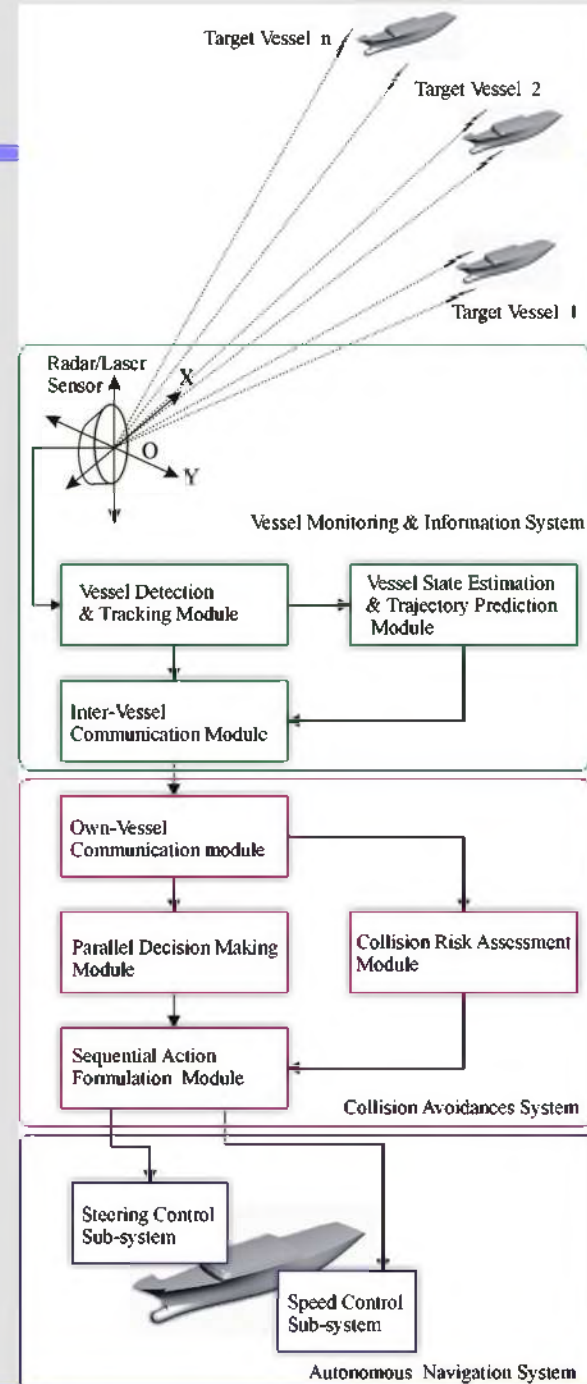 Target Vessel n
Target Vessel 2
Target Vessel 1
Radar/Laser
Sensor
X
O
Y
Vessel Monitoring & Information System
Vessel Detection
& Tracking Module
Vessel State Estimation
& Trajectory Prediction
Module
Inter-Vessel
Communication Module
Own-Vessel
Communication module
Parallel Decision Making
Module
Collision Risk Assessment
Module
Sequential Action
Formulation Module
Collision Avoidances System
Steering Control
Sub-system
Speed Control
Sub-system
Autonomous Navigation System